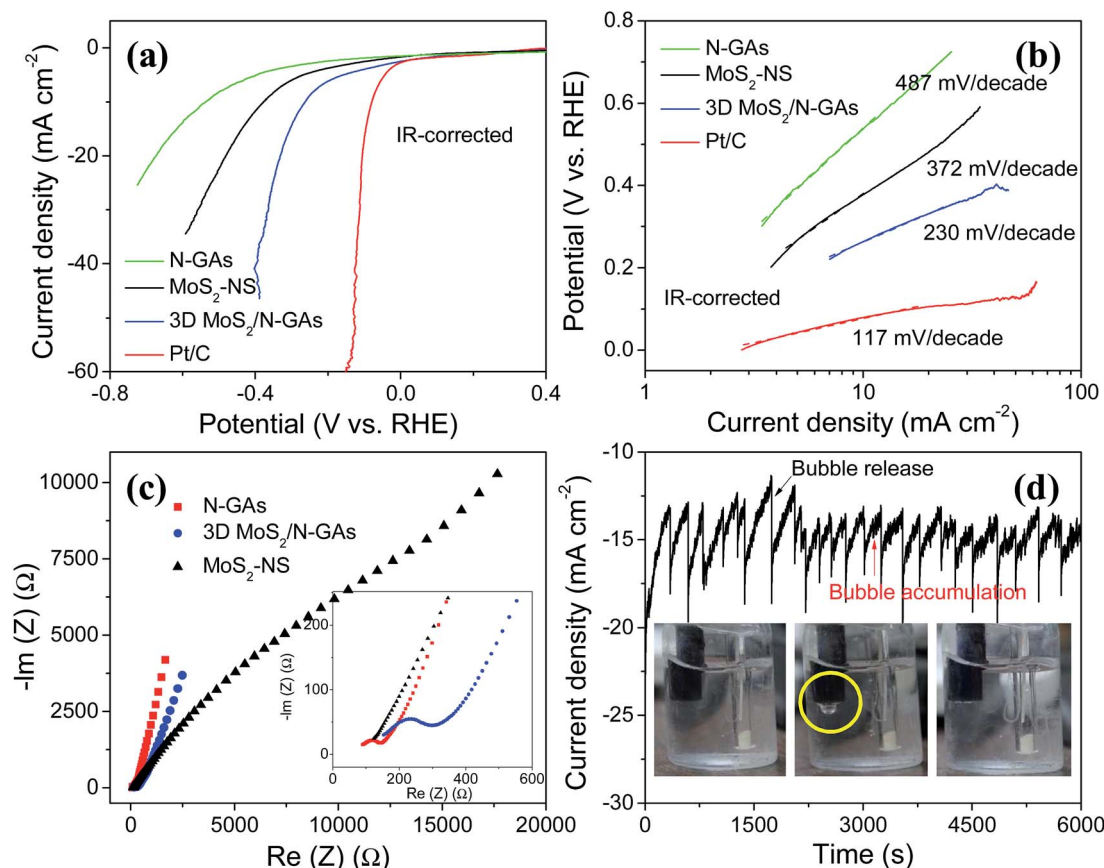 (a)
0
-20
-40
-60
-0.8
-0.4
0.0
0.4
Current density (mA cm⁻²)
Potential (V vs. RHE)
IR-corrected
N-GAs
MoS₂-NS
3D MoS₂/N-GAs
Pt/C
(b)
0.8
0.6
0.4
0.2
0.0
1
10
100
Potential (V vs. RHE)
Current density (mA cm⁻²)
N-GAs
MoS₂-NS
3D MoS₂/N-GAs
Pt/C
487 mV/decade
372 mV/decade
230 mV/decade
IR-corrected
117 mV/decade
(c)
10000
7500
5000
2500
0
0
5000
10000
15000
20000
-Im (Z) (Ω)
Re (Z) (Ω)
N-GAs
3D MoS₂/N-GAs
MoS₂-NS
200
100
0
0
200
400
600
-Im (Z) (Ω)
Re (Z) (Ω)
(d)
-10
-15
-20
-25
-30
0
1500
3000
4500
6000
Current density (mA cm⁻²)
Time (s)
Bubble release
Bubble accumulation